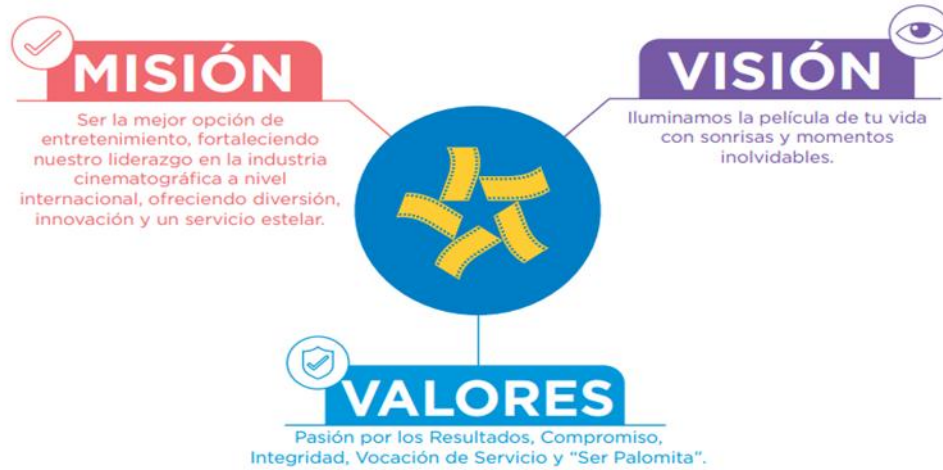 MISIÓN
Ser la mejor opción de
entretenimiento, fortaleciendo
nuestro liderazgo en la industria
cinematográfica a nivel
internacional, ofreciendo diversión,
innovación y un servicio estelar.
VISIÓN
Iluminamos la película de tu vida
con sonrisas y momentos
inolvidables.
VALORES
Pasión por los Resultados, Compromiso,
Integridad, Vocación de Servicio y “Ser Palomita”.